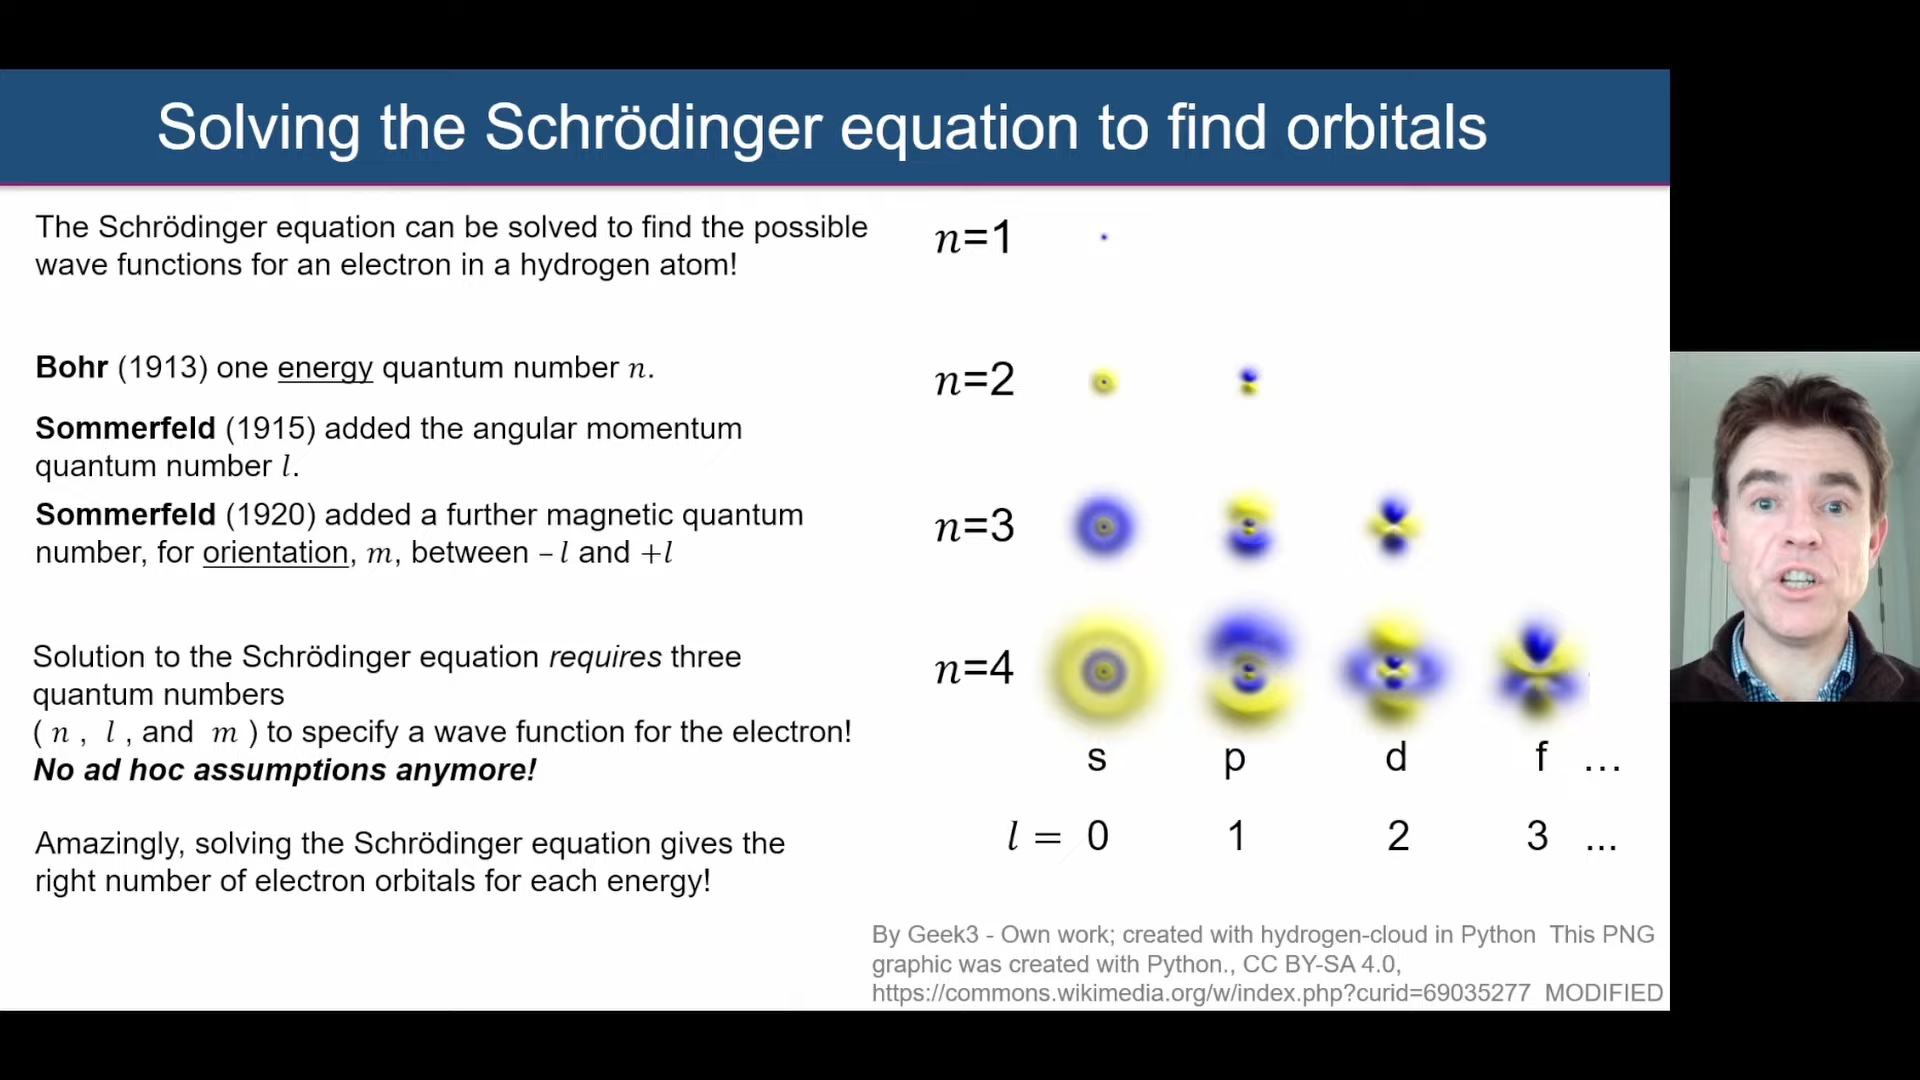 Solving the Schrödinger equation to find orbitals
The Schrödinger equation can be solved to find the possible
wave functions for an electron in a hydrogen atom!
Bohr (1913) one energy quantum number n.
Sommerfeld (1915) added the angular momentum
quantum number l.
Sommerfeld (1920) added a further magnetic quantum
number, for orientation, m, between – l and +l
Solution to the Schrödinger equation requires three
quantum numbers
( n , l , and m ) to specify a wave function for the electron!
No ad hoc assumptions anymore!
Amazingly, solving the Schrödinger equation gives the
right number of electron orbitals for each energy!
n=1
n=2
n=3
n=4
s p d f ...
l = 0 1 2 3 ...
By Geek3 - Own work; created with hydrogen-cloud in Python This PNG
graphic was created with Python., CC BY-SA 4.0,
https://commons.wikimedia.org/w/index.php?curid=69035277 MODIFIED